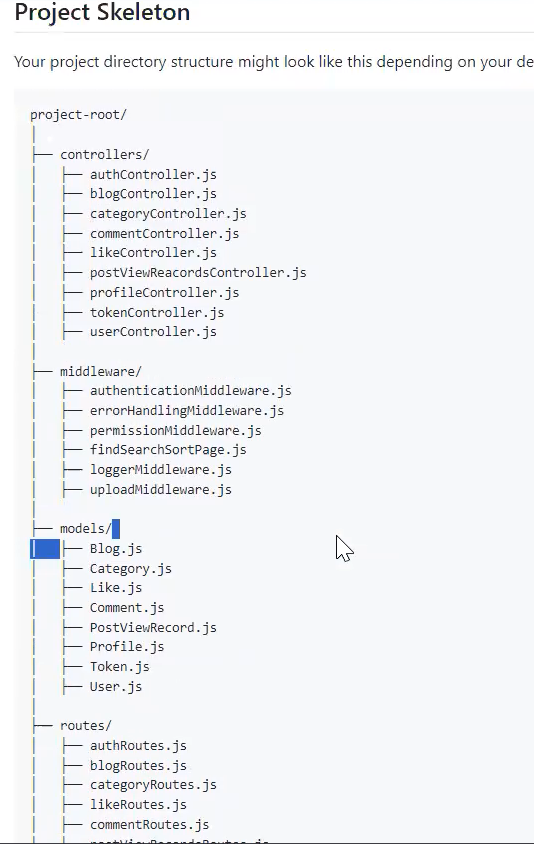 Project Skeleton
Your project directory structure might look like this depending on your de
project-root/
│
├── controllers/
│   ├── authController.js
│   ├── blogController.js
│   ├── categoryController.js
│   ├── commentController.js
│   ├── likeController.js
│   ├── postViewReacordsController.js
│   ├── profileController.js
│   ├── tokenController.js
│   ├── userController.js
│
├── middleware/
│   ├── authenticationMiddleware.js
│   ├── errorHandlingMiddleware.js
│   ├── permissionMiddleware.js
│   ├── findSearchSortPage.js
│   ├── loggerMiddleware.js
│   ├── uploadMiddleware.js
│
├── models/
│   ├── Blog.js
│   ├── Category.js
│   ├── Like.js
│   ├── Comment.js
│   ├── PostViewRecord.js
│   ├── Profile.js
│   ├── Token.js
│   ├── User.js
│
├── routes/
│   ├── authRoutes.js
│   ├── blogRoutes.js
│   ├── categoryRoutes.js
│   ├── likeRoutes.js
│   ├── commentRoutes.js